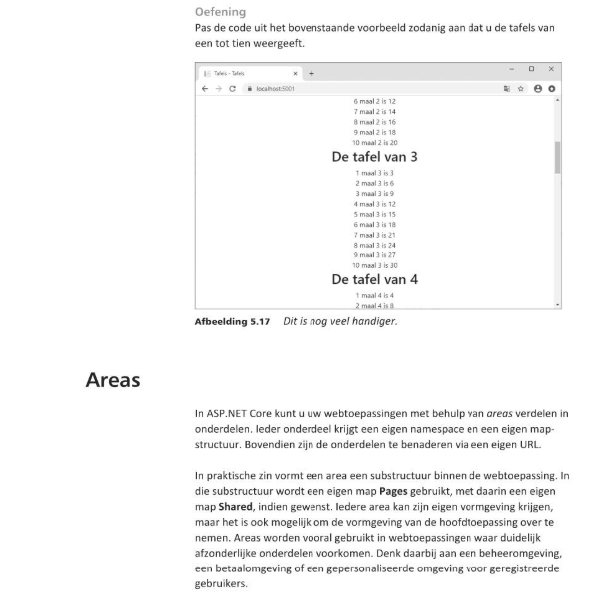 Oefening
Pas de code uit het bovenstaande voorbeeld zodanig aan dat u de tafels van
een tot tien weergeeft.
Tafels - Tafels
localhost:5001
6 maal 2 is 12
7 maal 2 is 14
8 maal 2 is 16
9 maal 2 is 18
10 maal 2 is 20
De tafel van 3
1 maal 3 is 3
2 maal 3 is 6
3 maal 3 is 9
4 maal 3 is 12
5 maal 3 is 15
6 maal 3 is 18
7 maal 3 is 21
8 maal 3 is 24
9 maal 3 is 27
10 maal 3 is 30
De tafel van 4
1 maal 4 is 4
2 maal 4 is 8
Afbeelding 5.17 Dit is nog veel handiger.
Areas
In ASP.NET Core kunt u uw webtoepassingen met behulp van areas verdelen in
onderdelen. Ieder onderdeel krijgt een eigen namespace en een eigen map-
structuur. Bovendien zijn de onderdelen te benaderen via een eigen URL.
In praktische zin vormt een area een substructuur binnen de webtoepassing. In
die substructuur wordt een eigen map Pages gebruikt, met daarin een eigen
map Shared, indien gewenst. Iedere area kan zijn eigen vormgeving krijgen,
maar het is ook mogelijk om de vormgeving van de hoofdtoepassing over te
nemen. Areas worden vooral gebruikt in webtoepassingen waar duidelijk
afzonderlijke onderdelen voorkomen. Denk daarbij aan een beheeromgeving,
een betaalomgeving of een gepersonaliseerde omgeving voor geregistreerde
gebruikers.